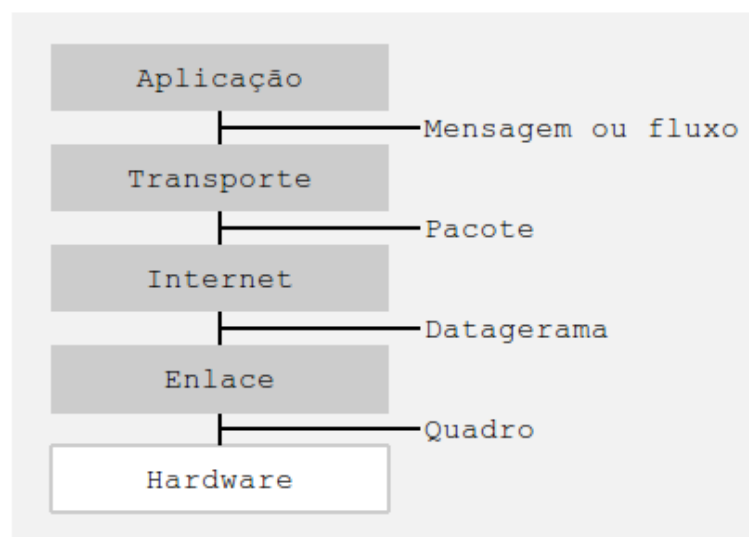 Aplicação
Mensagem ou fluxo
Transporte
Pacote
Internet
Datagerama
Enlace
Quadro
Hardware